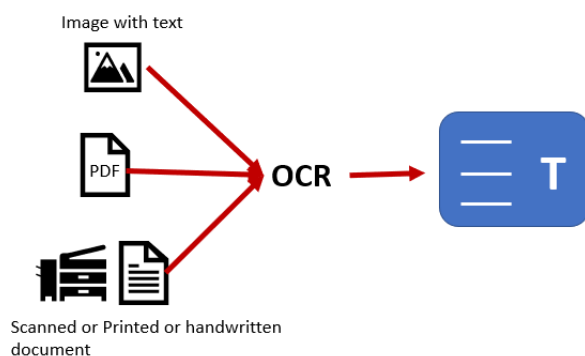 Image with text
PDF
OCR
T
Scanned or Printed or handwritten
document